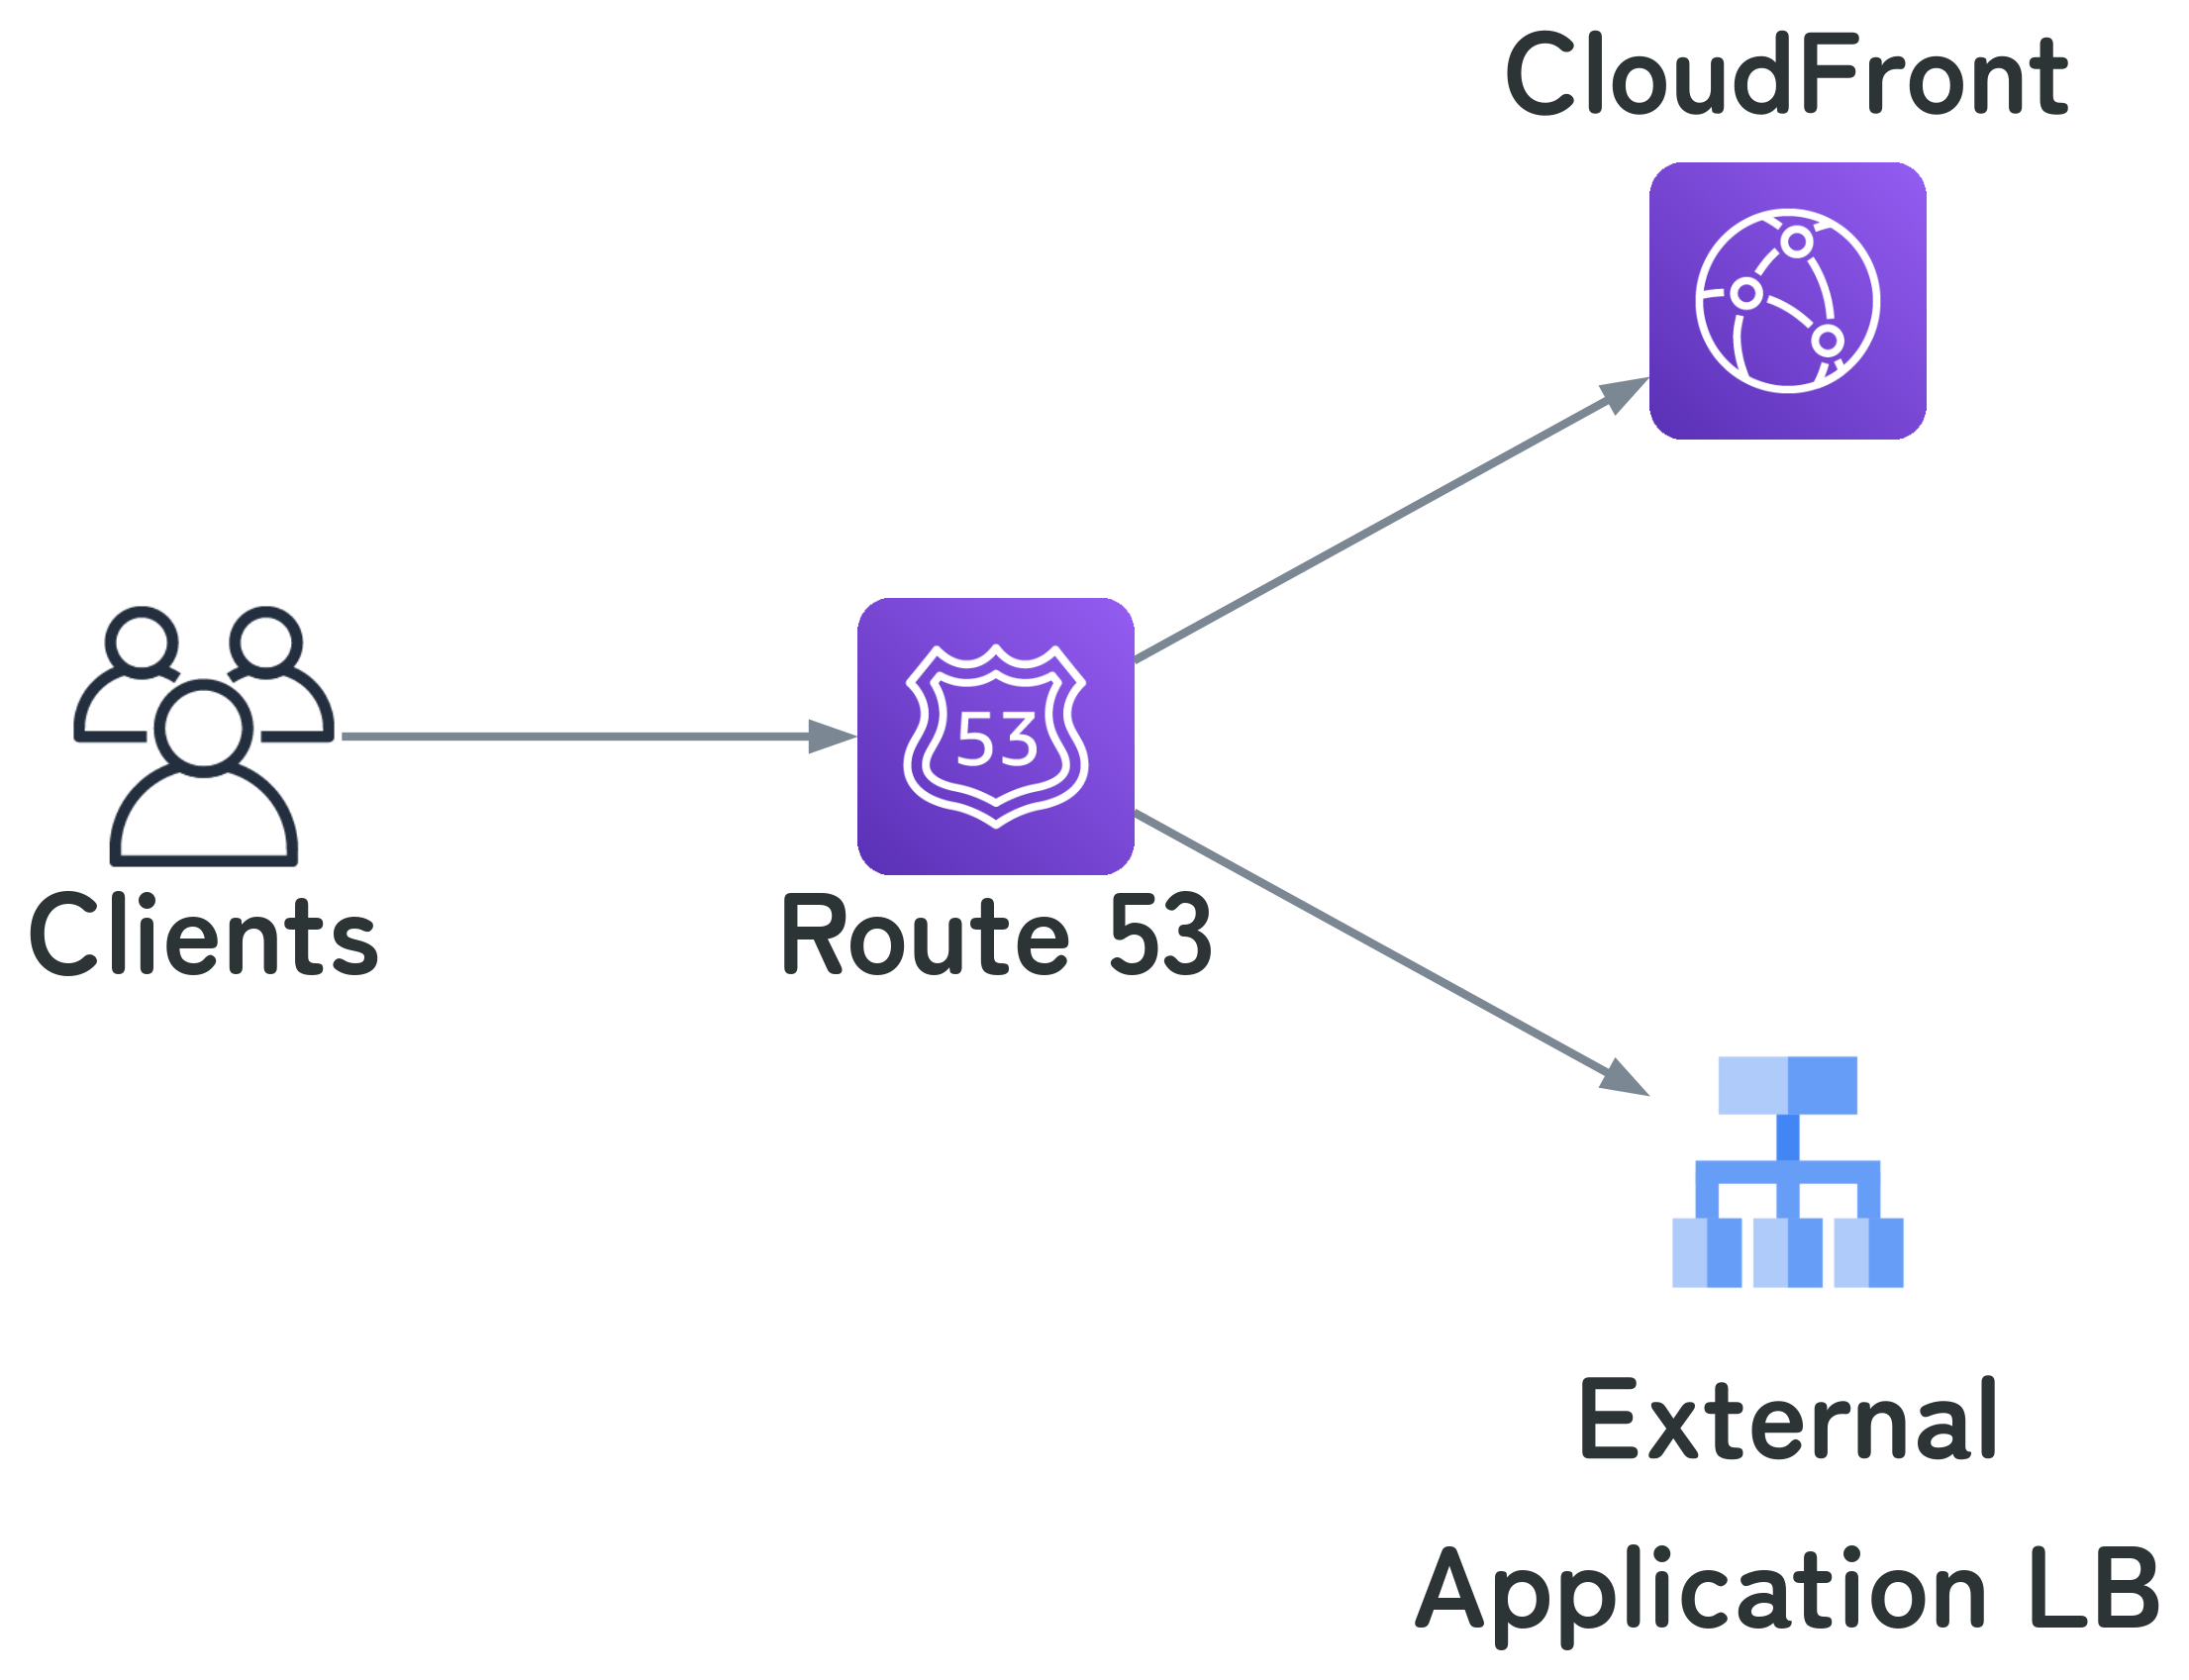 CloudFront
53
Clients
Route 53
External
Application LB